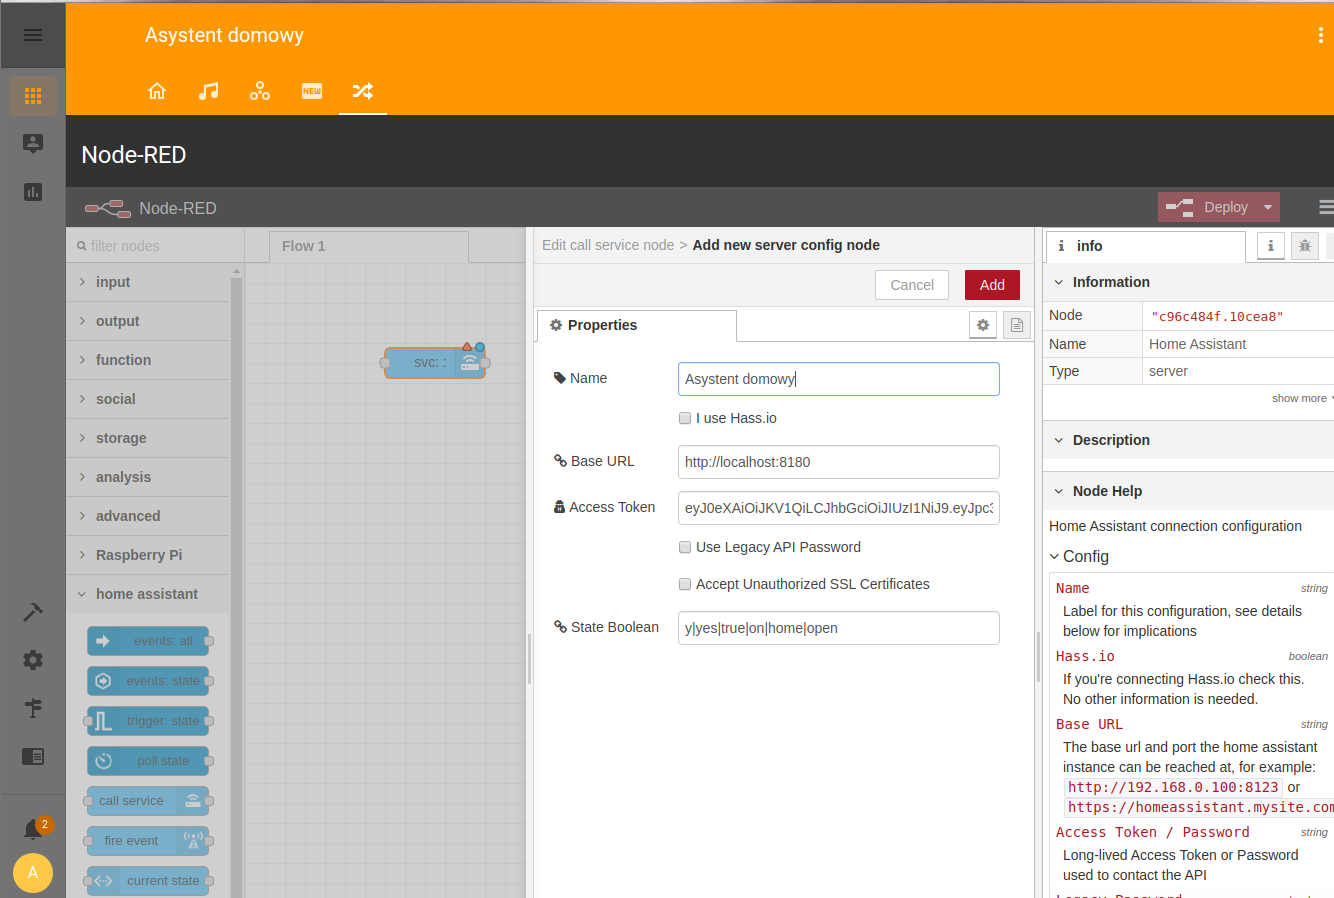 Asystent domowy
NEW
Node-RED
Node-RED
Deploy
filter nodes
Flow 1
input
output
function
social
storage
analysis
advanced
Raspberry Pi
home assistant
events: all
events: state
trigger: state
poll state
call service
fire event
current state
2
A
svc: :
Edit call service node > Add new server config node
Cancel
Add
Properties
Name
Asystent domowy
I use Hass.io
Base URL
http://localhost:8180
Access Token
eyJ0eXAiOiJKV1QiLCJhbGciOiJIUzI1NiJ9.eyJpc3
Use Legacy API Password
Accept Unauthorized SSL Certificates
State Boolean
y|yes|true|on|home|open
i info
i
Information
Node "c96c484f.10cea8"
Name Home Assistant
Type server
show more
Description
Node Help
Home Assistant connection configuration
Config
Name string
Label for this configuration, see details
below for implications
Hass.io boolean
If you're connecting Hass.io check this.
No other information is needed.
Base URL string
The base url and port the home assistant
instance can be reached at, for example:
http://192.168.0.100:8123 or
https://homeassistant.mysite.com
Access Token / Password string
Long-lived Access Token or Password
used to contact the API